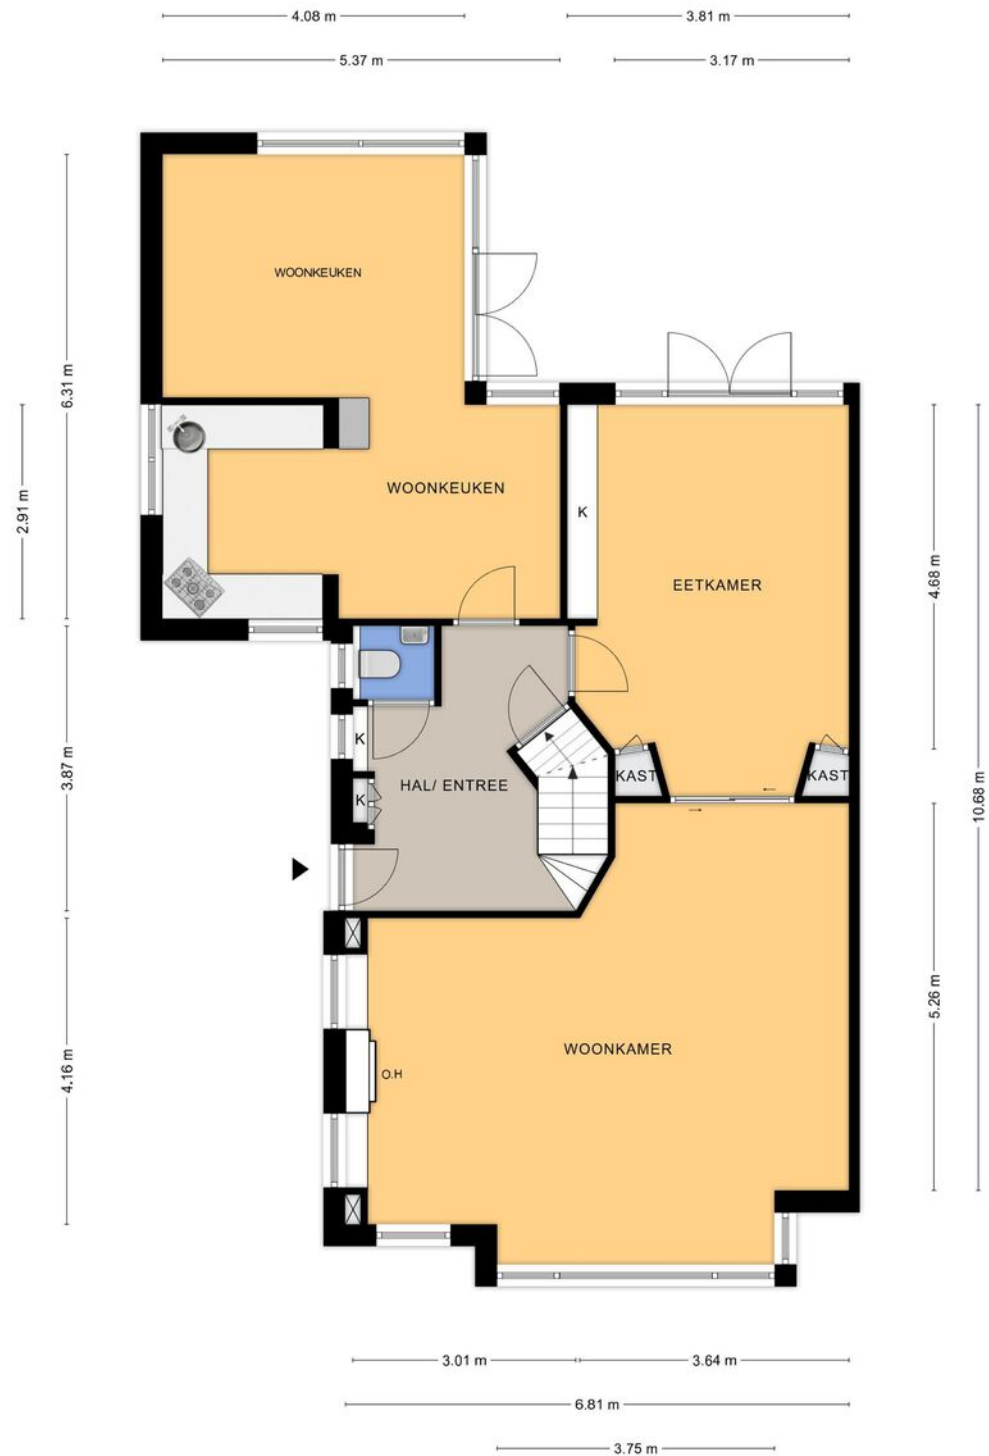 4.08 m
3.81 m
5.37 m
3.17 m
WOONKEUKEN
6.31 m
2.91 m
WOONKEUKEN
K
EETKAMER
4.68 m
K
KAST
KAST
HAL/ ENTREE
K
3.87 m
10.68 m
5.26 m
WOONKAMER
O.H
4.16 m
3.01 m
3.64 m
6.81 m
3.75 m